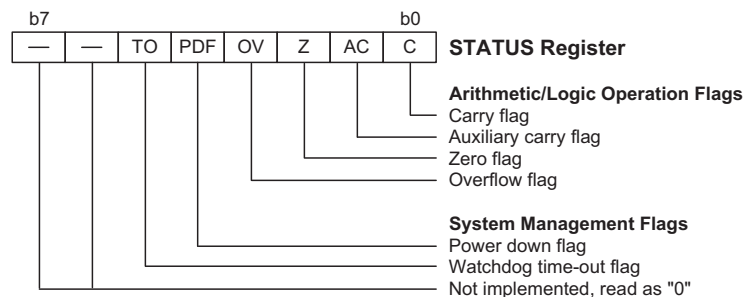 b7 b0
— — TO PDF OV Z AC C STATUS Register
Arithmetic/Logic Operation Flags
Carry flag
Auxiliary carry flag
Zero flag
Overflow flag
System Management Flags
Power down flag
Watchdog time-out flag
Not implemented, read as "0"